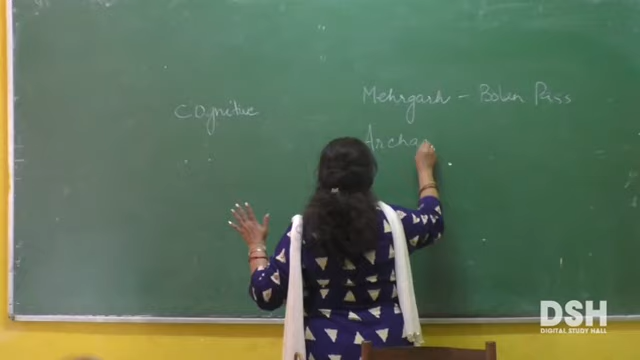 Cognitive
Mehrgarh - Bolan Pass
Archa
DSH
DIGITAL STUDY HALL